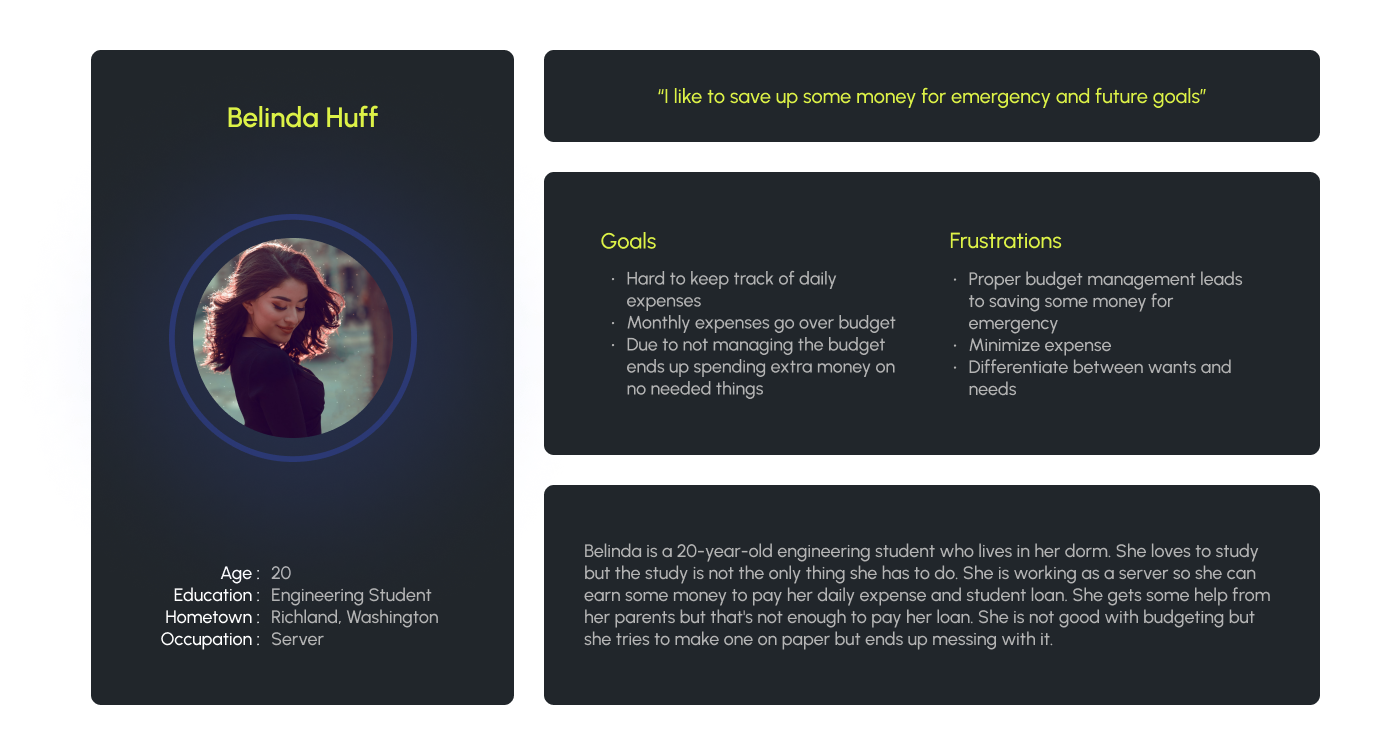 Belinda Huff
Age : 20
Education : Engineering Student
Hometown : Richland, Washington
Occupation : Server
“I like to save up some money for emergency and future goals”
Goals
· Hard to keep track of daily
expenses
· Monthly expenses go over budget
· Due to not managing the budget
ends up spending extra money on
no needed things
Frustrations
· Proper budget management leads
to saving some money for
emergency
· Minimize expense
· Differentiate between wants and
needs
Belinda is a 20-year-old engineering student who lives in her dorm. She loves to study
but the study is not the only thing she has to do. She is working as a server so she can
earn some money to pay her daily expense and student loan. She gets some help from
her parents but that's not enough to pay her loan. She is not good with budgeting but
she tries to make one on paper but ends up messing with it.